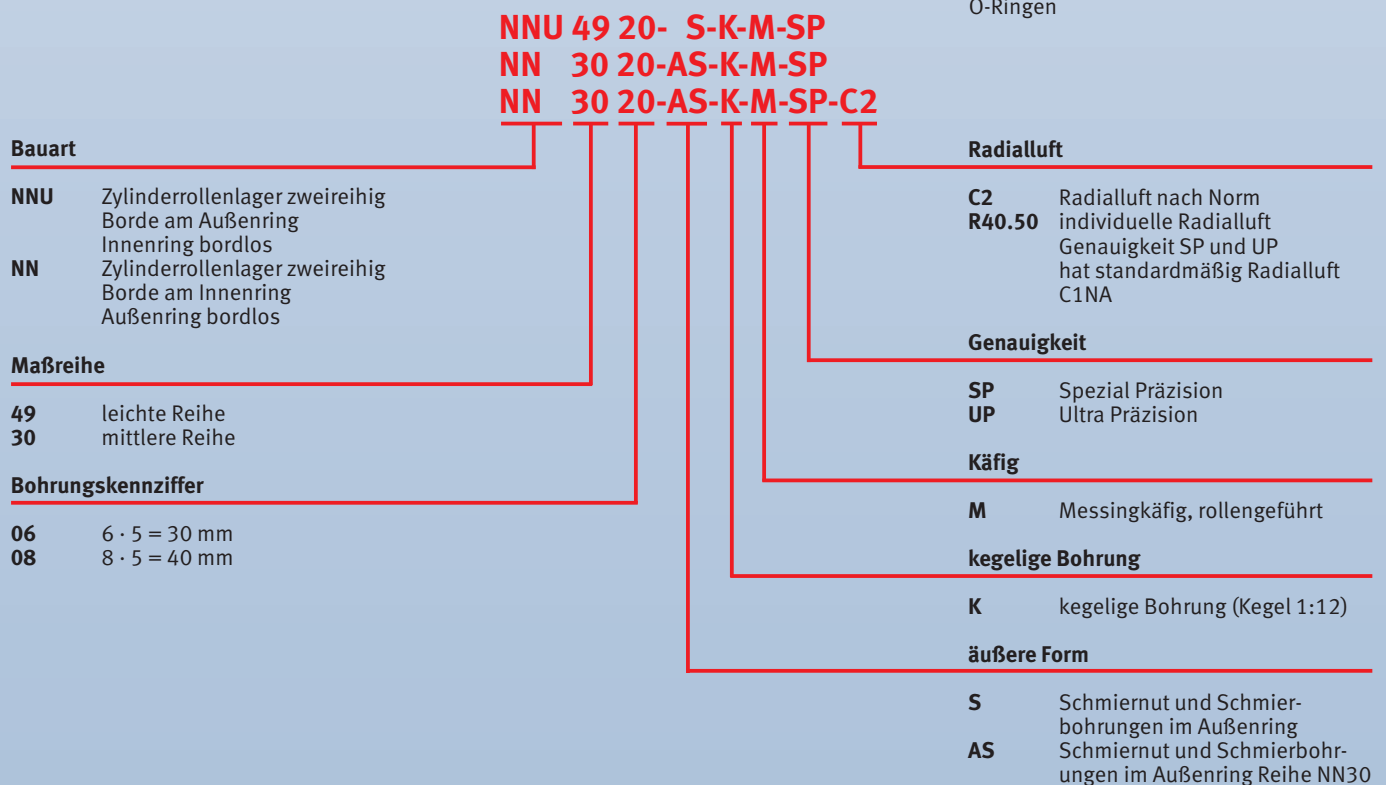 O-Ringen
NNU 49 20- S-K-M-SP
NN 30 20-AS-K-M-SP
NN 30 20-AS-K-M-SP-C2
Bauart
NNU Zylinderrollenlager zweireihig
Borde am Außenring
Innenring bordlos
NN Zylinderrollenlager zweireihig
Borde am Innenring
Außenring bordlos
Maßreihe
49 leichte Reihe
30 mittlere Reihe
Bohrungskennziffer
06 6 · 5 = 30 mm
08 8 · 5 = 40 mm
Radialluft
C2 Radialluft nach Norm
R40.50 individuelle Radialluft
Genauigkeit SP und UP
hat standardmäßig Radialluft
C1NA
Genauigkeit
SP Spezial Präzision
UP Ultra Präzision
Käfig
M Messingkäfig, rollengeführt
kegelige Bohrung
K kegelige Bohrung (Kegel 1:12)
äußere Form
S Schmiernut und Schmier-
bohrungen im Außenring
AS Schmiernut und Schmierbohr-
ungen im Außenring Reihe NN30